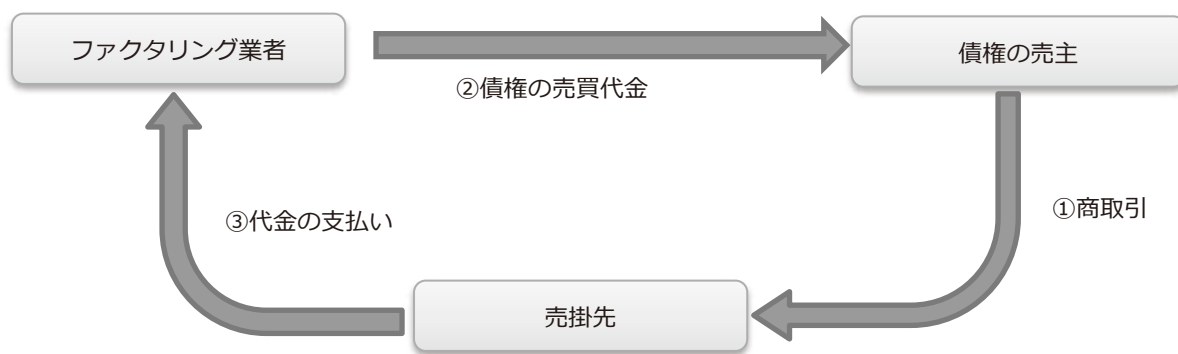 ファクタリング業者
債権の売主
②債権の売買代金
③代金の支払い
①商取引
売掛先